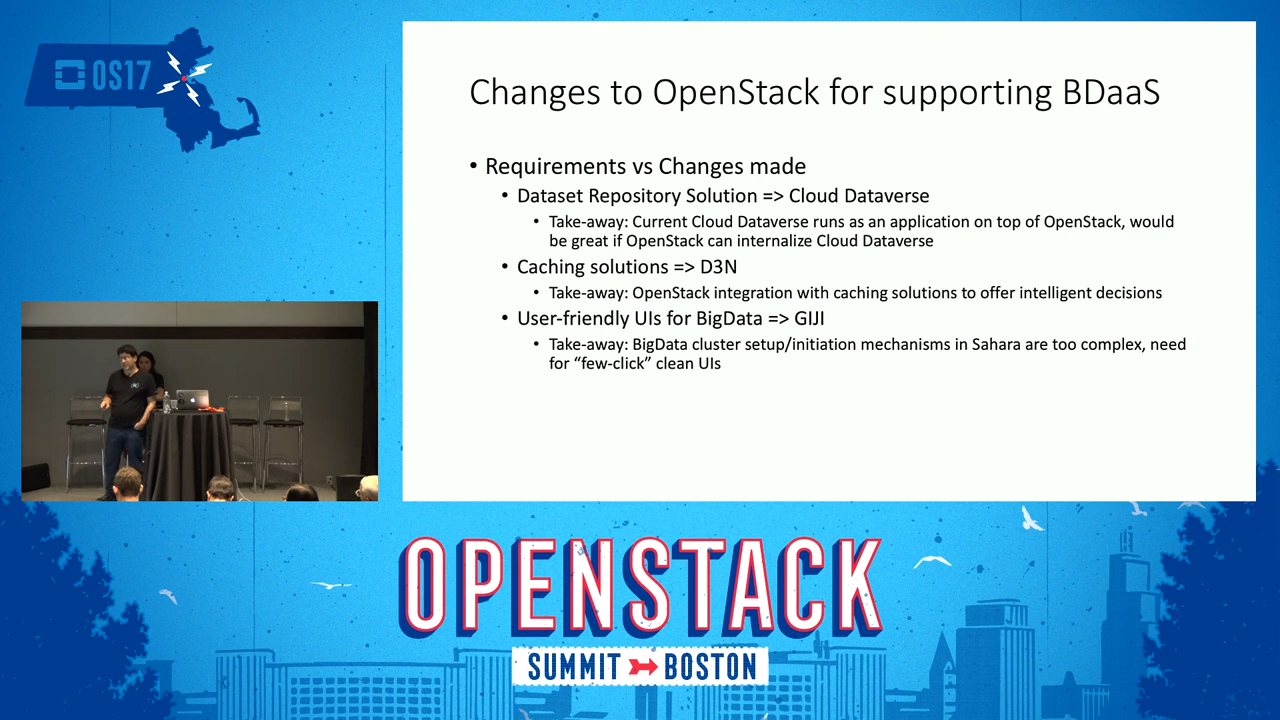 OS17
Changes to OpenStack for supporting BDaaS
• Requirements vs Changes made
• Dataset Repository Solution => Cloud Dataverse
• Take-away: Current Cloud Dataverse runs as an application on top of OpenStack, would
be great if OpenStack can internalize Cloud Dataverse
• Caching solutions => D3N
• Take-away: OpenStack integration with caching solutions to offer intelligent decisions
• User-friendly UIs for BigData => GIJI
• Take-away: BigData cluster setup/initiation mechanisms in Sahara are too complex, need
for “few-click” clean UIs
OPENSTACK
SUMMIT BOSTON